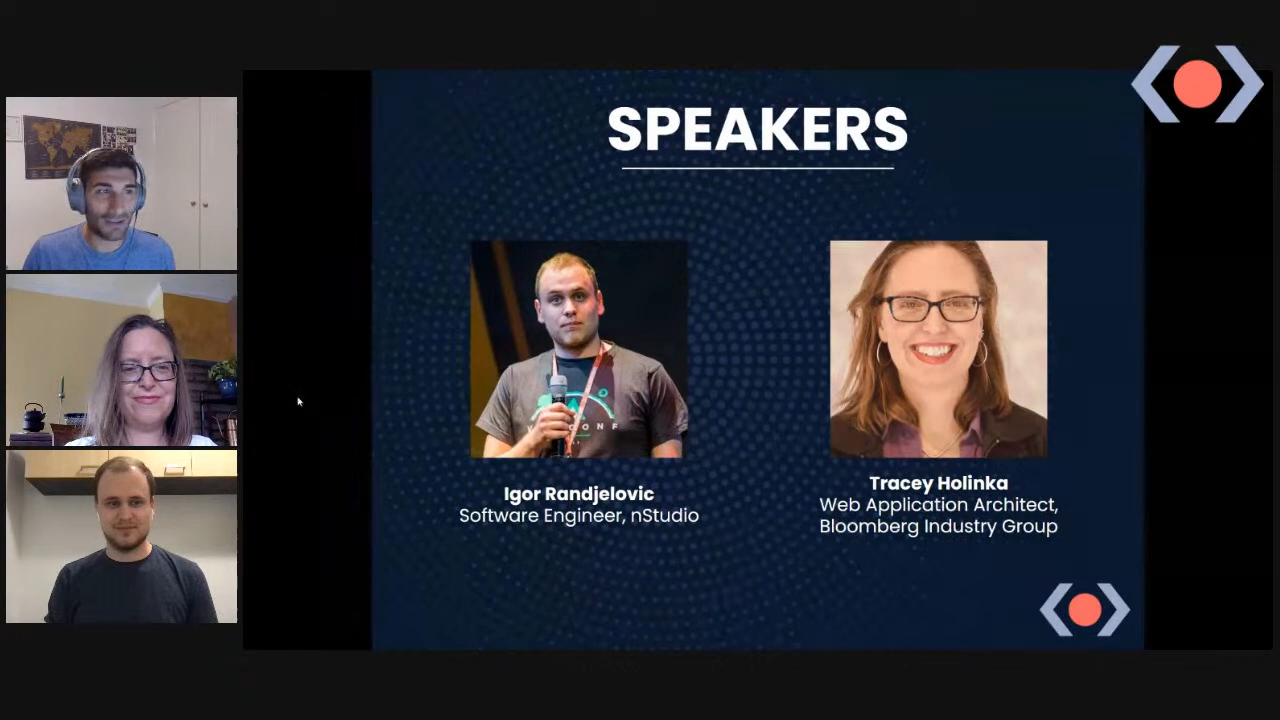 SPEAKERS
Igor Randjelovic
Software Engineer, nStudio
Tracey Holinka
Web Application Architect,
Bloomberg Industry Group